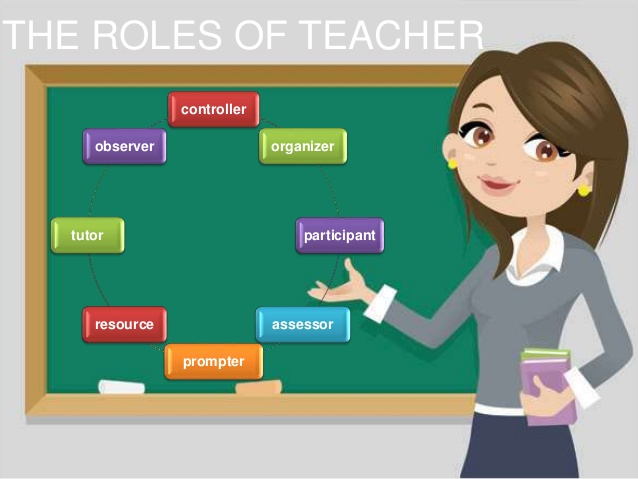 THE ROLES OF TEACHER
controller
organizer
participant
assessor
prompter
resource
tutor
observer